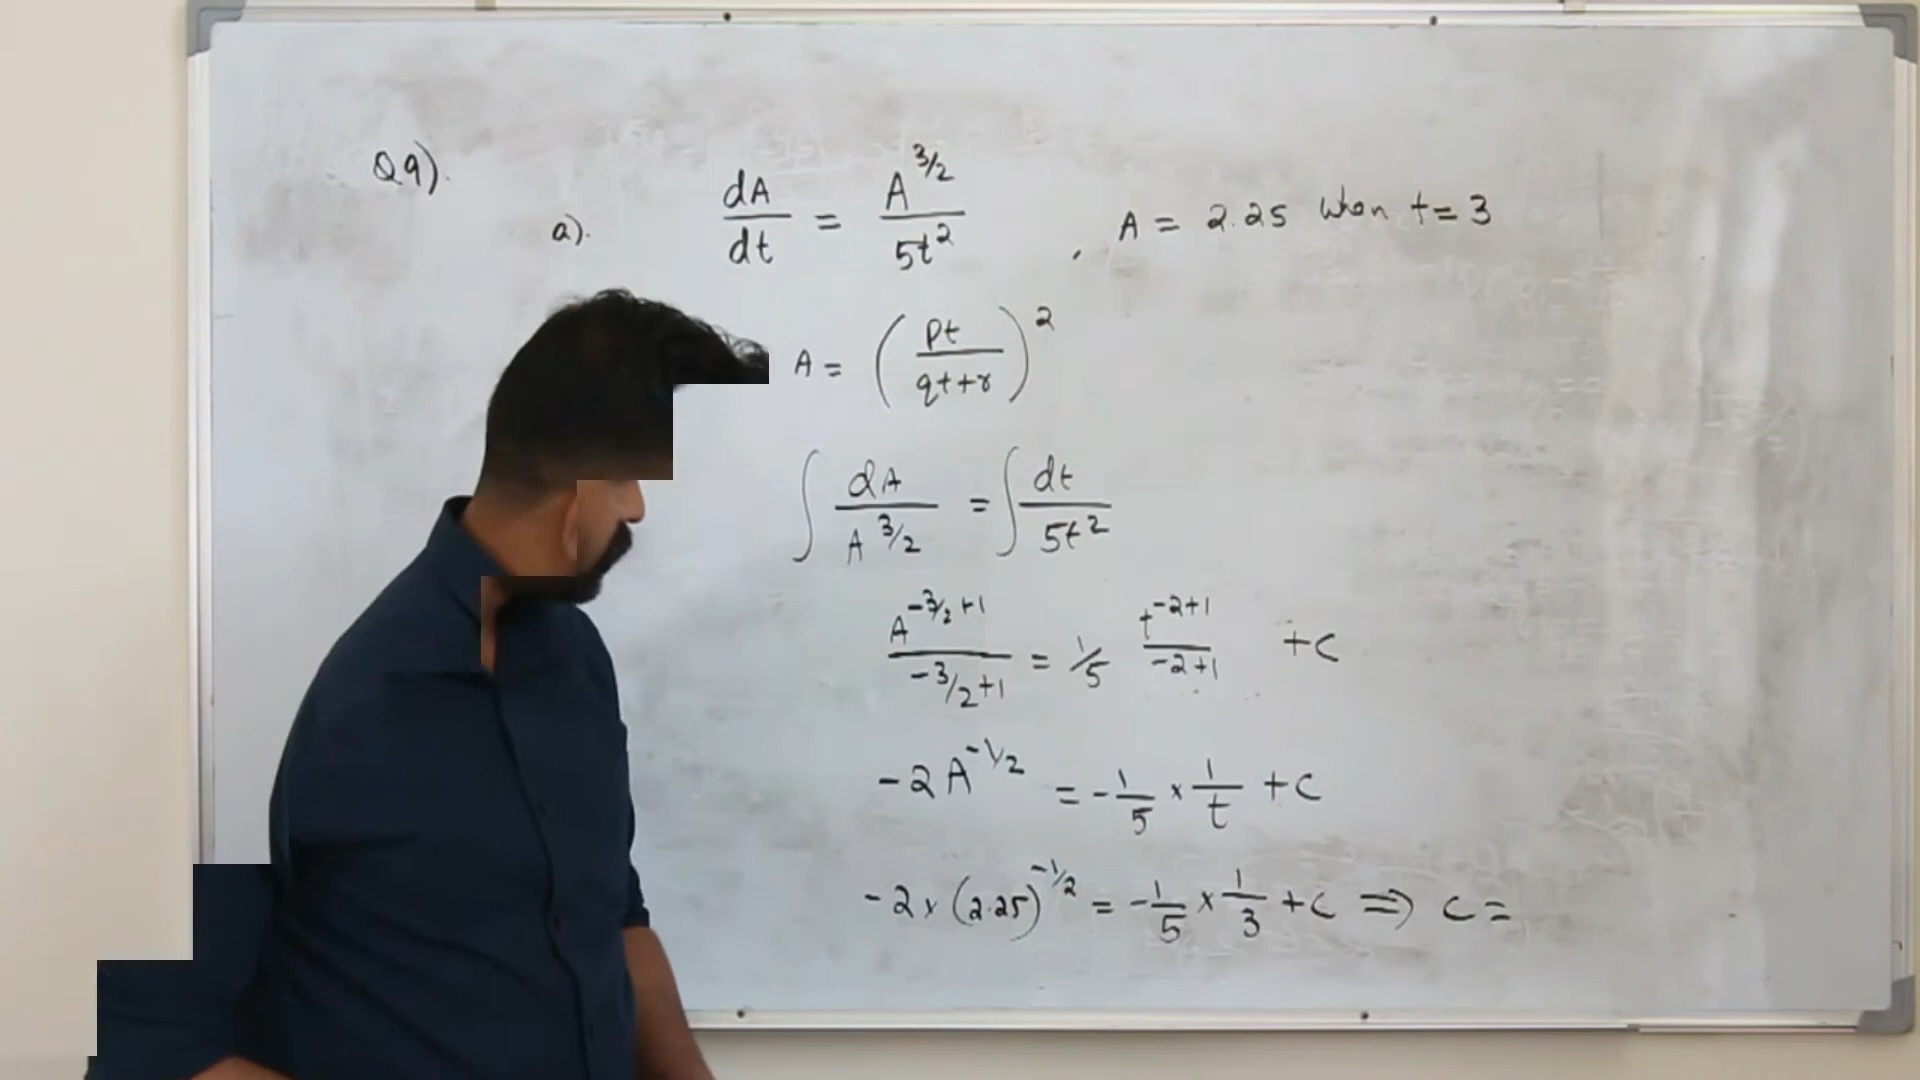 Q9).
a). dA/dt = A^3/2 / 5t^2 , A = 2.25 when t = 3
A = (pt / qt+r)^2
∫ dA / A^3/2 = ∫ dt / 5t^2
A^-3/2+1 / -3/2+1 = 1/5 t^-2+1 / -2+1 + c
-2A^-1/2 = -1/5 × 1/t + c
-2 × (2.25)^-1/2 = -1/5 × 1/3 + c ⇒ c =